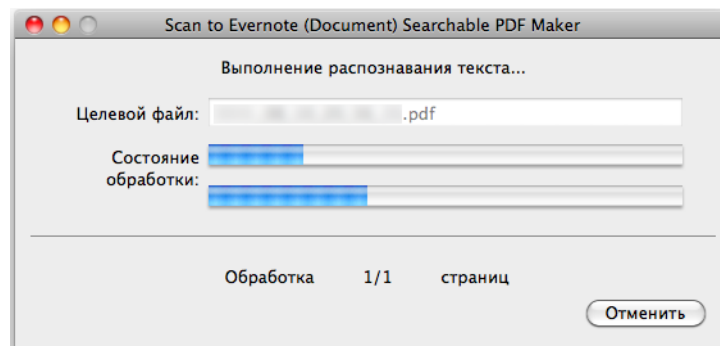 Scan to Evernote (Document) Searchable PDF Maker
Выполнение распознавания текста...
Целевой файл: .pdf
Состояние
обработки:
Обработка 1/1 страниц
Отменить